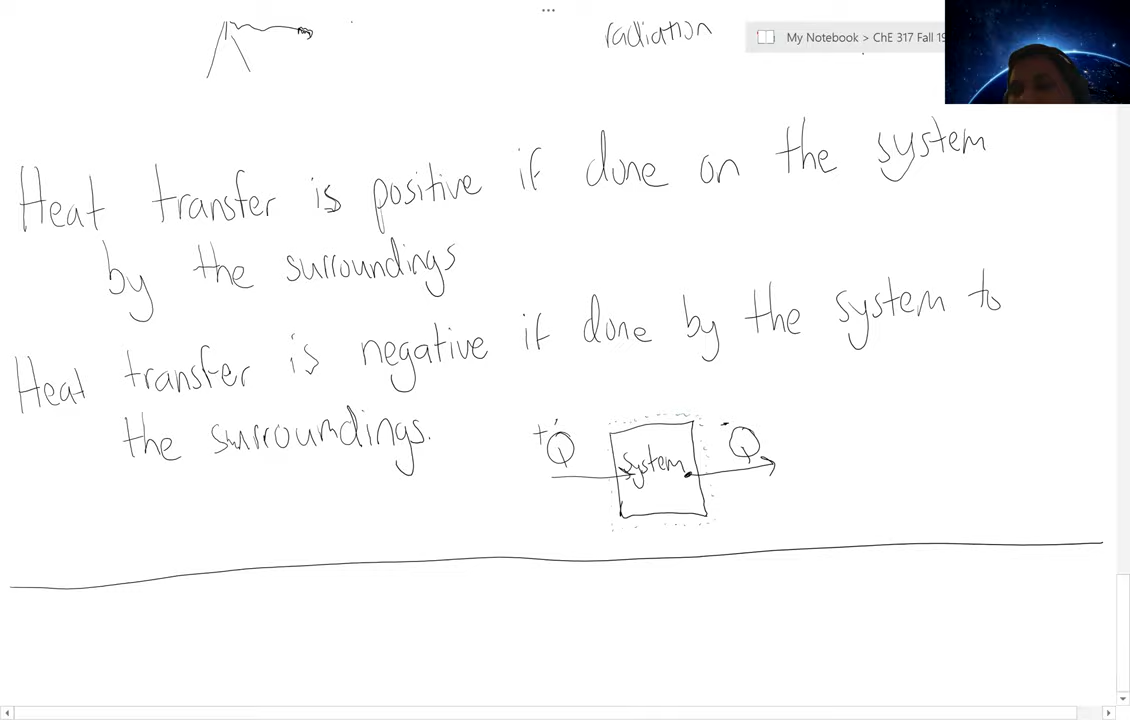 radiation
My Notebook > ChE 317 Fall 19
Heat transfer is positive if done on the system
by the surroundings
Heat transfer is negative if done by the system to
the surroundings.
+Q̇
system
-Q